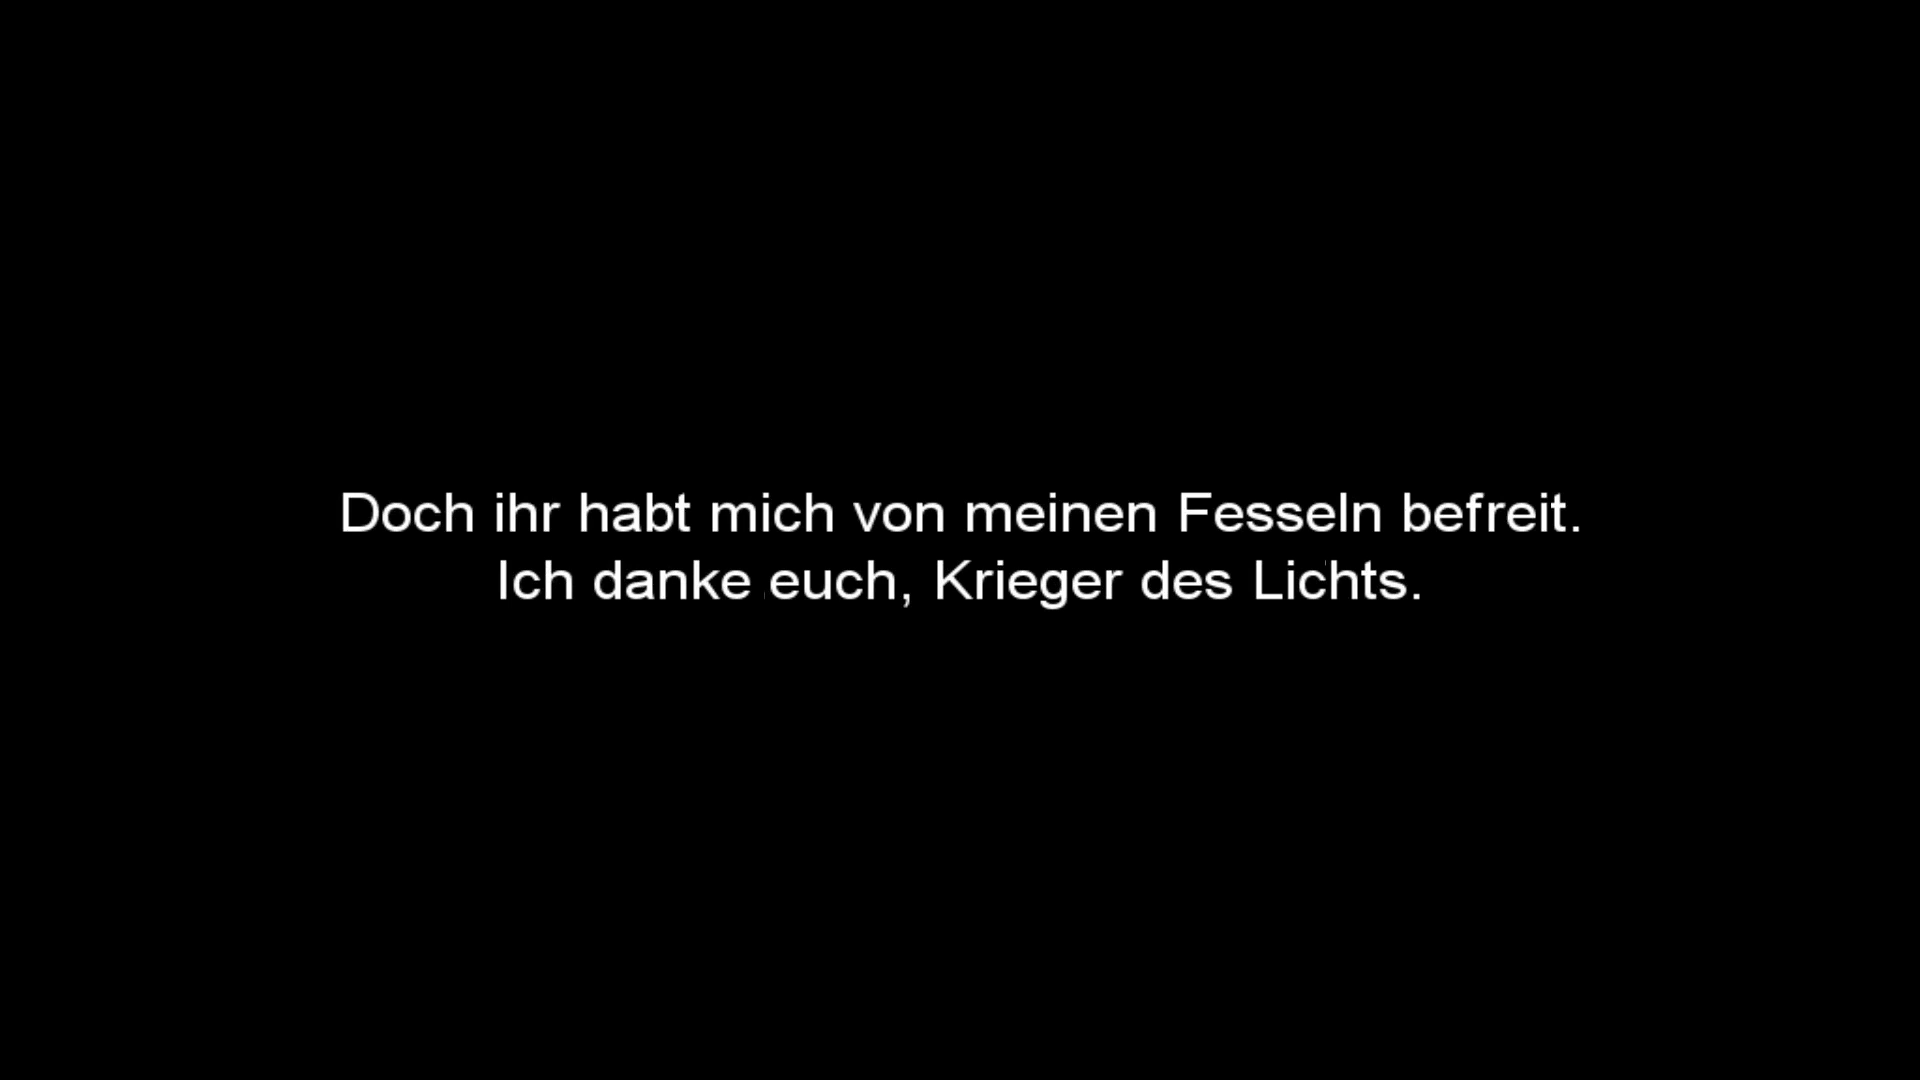 Doch ihr habt mich von meinen Fesseln befreit.
Ich danke euch, Krieger des Lichts.